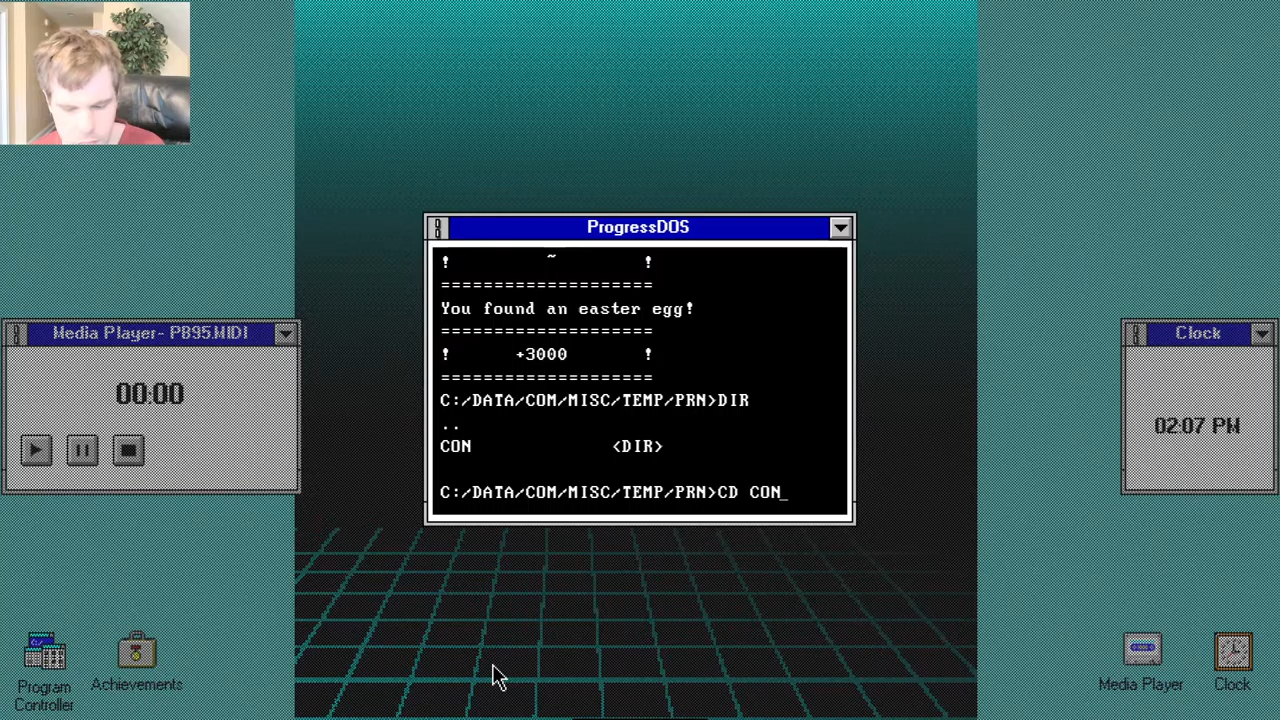 ProgressDOS
! ~ !
====================
You found an easter egg!
====================
! +3000 !
====================
C:/DATA/COM/MISC/TEMP/PRN>DIR
..
CON <DIR>
C:/DATA/COM/MISC/TEMP/PRN>CD CON_
Media Player- PB95.MIDI
00:00
Clock
02:07 PM
Program
Controller
Achievements
Media Player
Clock